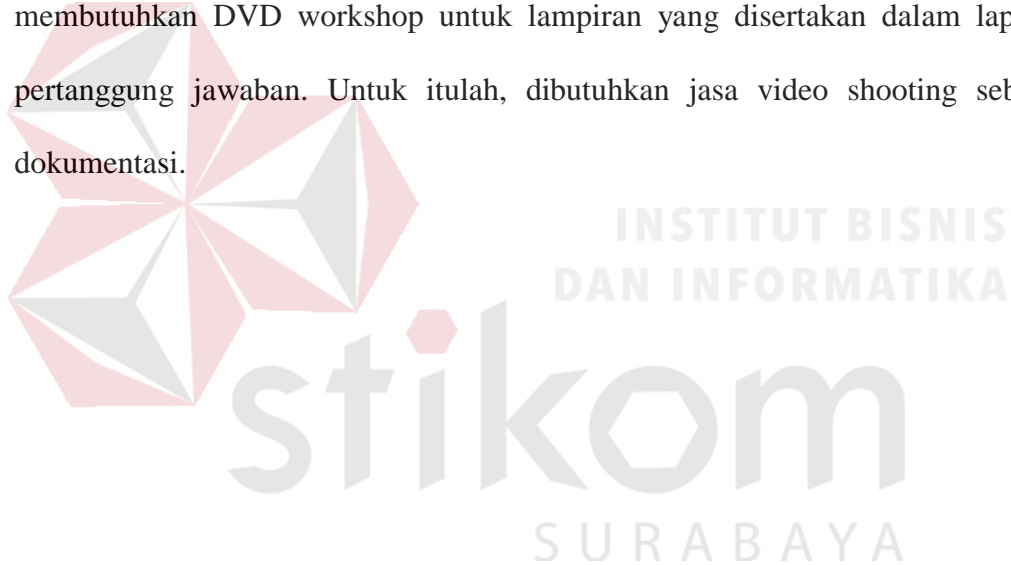 membutuhkan DVD workshop untuk lampiran yang disertakan dalam lap
pertanggung jawaban. Untuk itulah, dibutuhkan jasa video shooting seb
dokumentasi.
INSTITUT BISNIS
DAN INFORMATIKA
stikom
SURABAYA